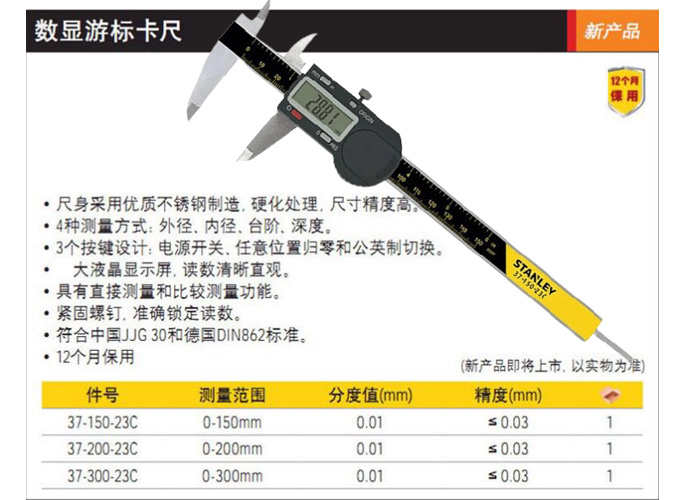 数显游标卡尺
新产品
12个月
保用
0 10 20
mm in
28.81
ORIGIN
0 ABS
STANLEY
37-150-23C
• 尺身采用优质不锈钢制造, 硬化处理, 尺寸精度高。
• 4种测量方式: 外径、内径、台阶、深度。
• 3个按键设计: 电源开关、任意位置归零和公英制切换。
• 大液晶显示屏, 读数清晰直观。
• 具有直接测量和比较测量功能。
• 紧固螺钉, 准确锁定读数。
• 符合中国JJG 30和德国DIN862标准。
• 12个月保用
(新产品即将上市, 以实物为准)
件号 测量范围 分度值(mm) 精度(mm)
37-150-23C 0-150mm 0.01 ≤ 0.03 1
37-200-23C 0-200mm 0.01 ≤ 0.03 1
37-300-23C 0-300mm 0.01 ≤ 0.03 1